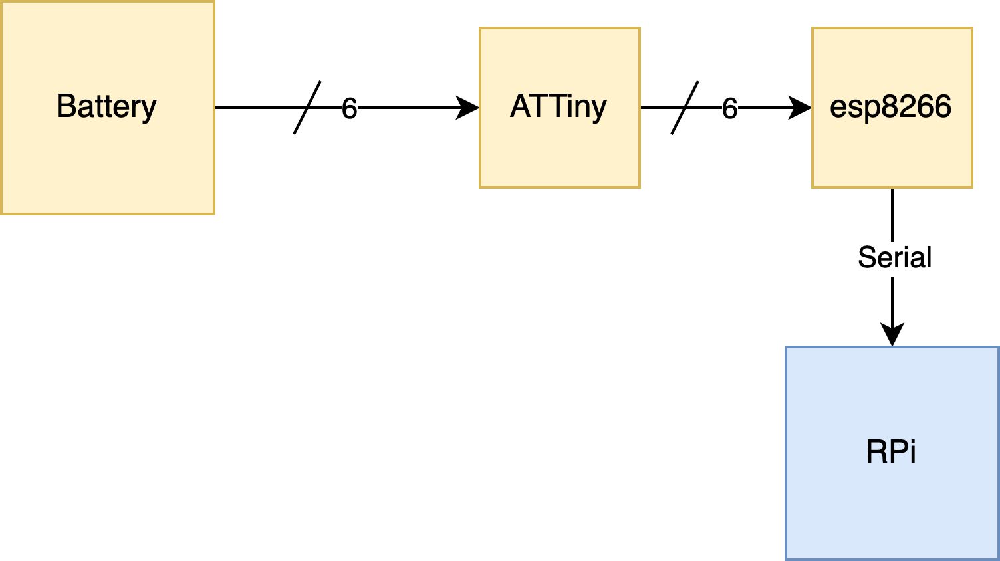 Battery
6
ATTiny
6
esp8266
Serial
RPi